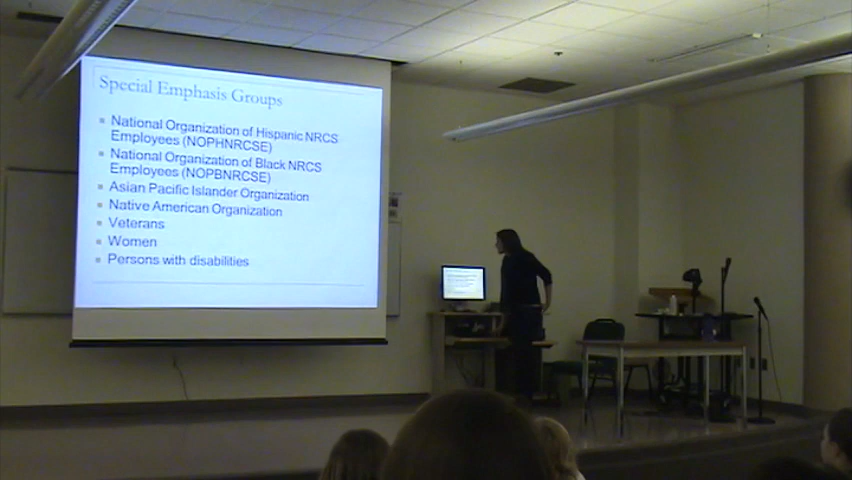 Special Emphasis Groups
National Organization of Hispanic NRCS
Employees (NOPHNRCSE)
National Organization of Black NRCS
Employees (NOPBNRCSE)
Asian Pacific Islander Organization
Native American Organization
Veterans
Women
Persons with disabilities